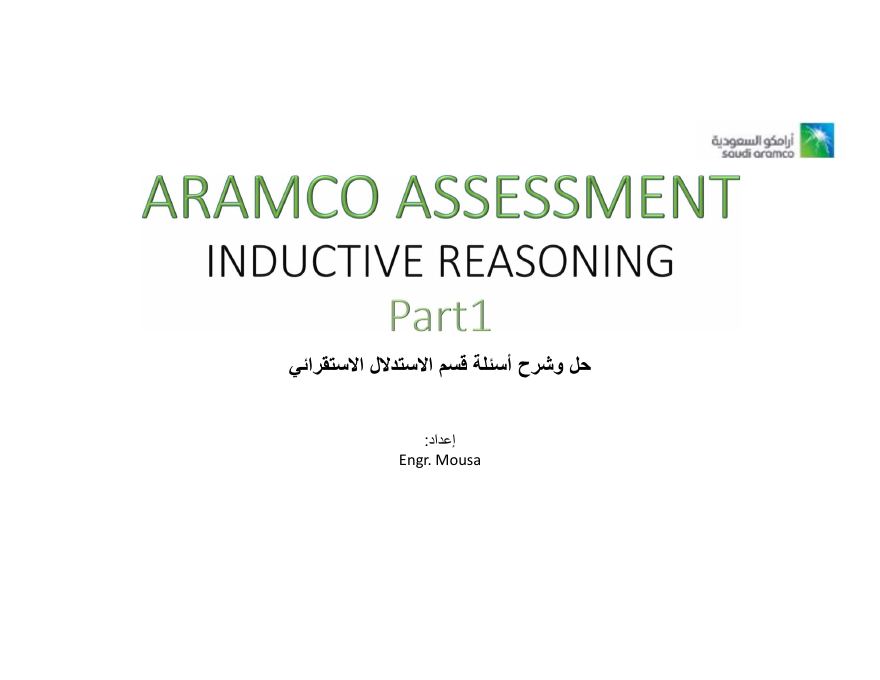 أرامكو السعودية
saudi aramco
ARAMCO ASSESSMENT
INDUCTIVE REASONING
Part1
حل وشرح أسئلة قسم الاستدلال الاستقرائي
إعداد:
Engr. Mousa